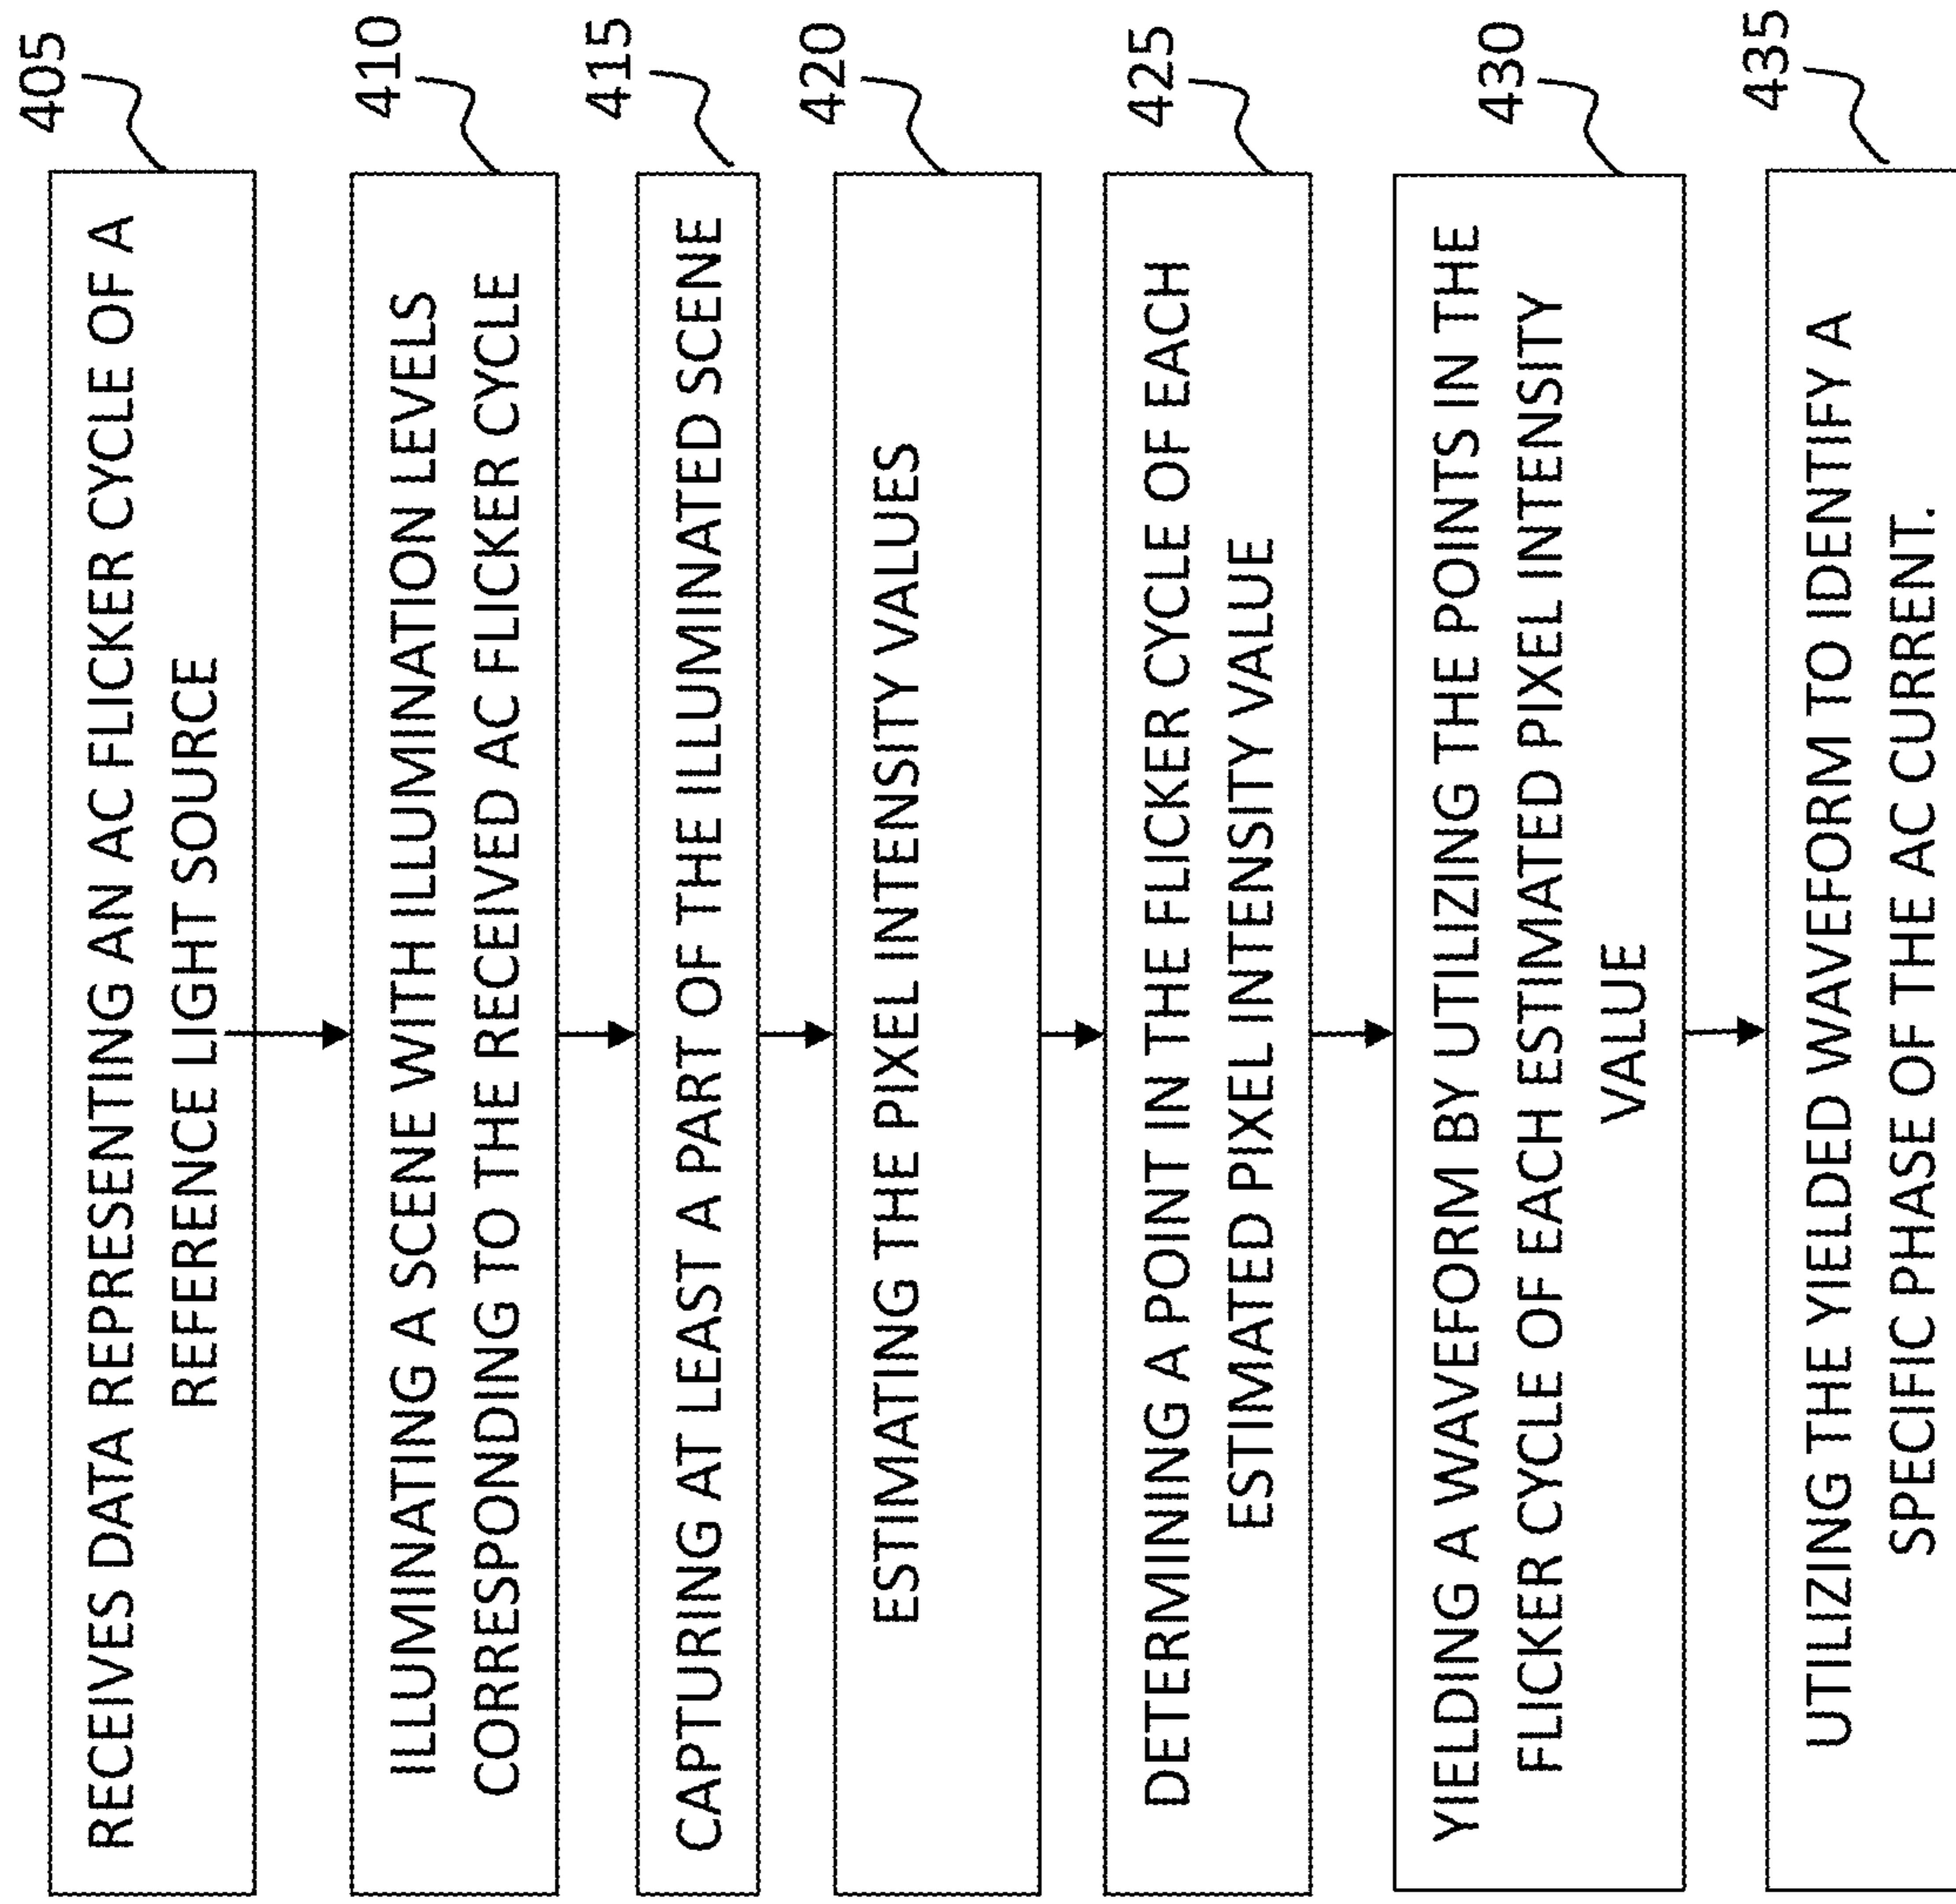 405
RECEIVES DATA REPRESENTING AN AC FLICKER CYCLE OF A
REFERENCE LIGHT SOURCE
410
ILLUMINATING A SCENE WITH ILLUMINATION LEVELS
CORRESPONDING TO THE RECEIVED AC FLICKER CYCLE
415
CAPTURING AT LEAST A PART OF THE ILLUMINATED SCENE
420
ESTIMATING THE PIXEL INTENSITY VALUES
425
DETERMINING A POINT IN THE FLICKER CYCLE OF EACH
ESTIMATED PIXEL INTENSITY VALUE
430
YIELDING A WAVEFORM BY UTILIZING THE POINTS IN THE
FLICKER CYCLE OF EACH ESTIMATED PIXEL INTENSITY
VALUE
435
UTILIZING THE YIELDED WAVEFORM TO IDENTIFY A
SPECIFIC PHASE OF THE AC CURRENT.